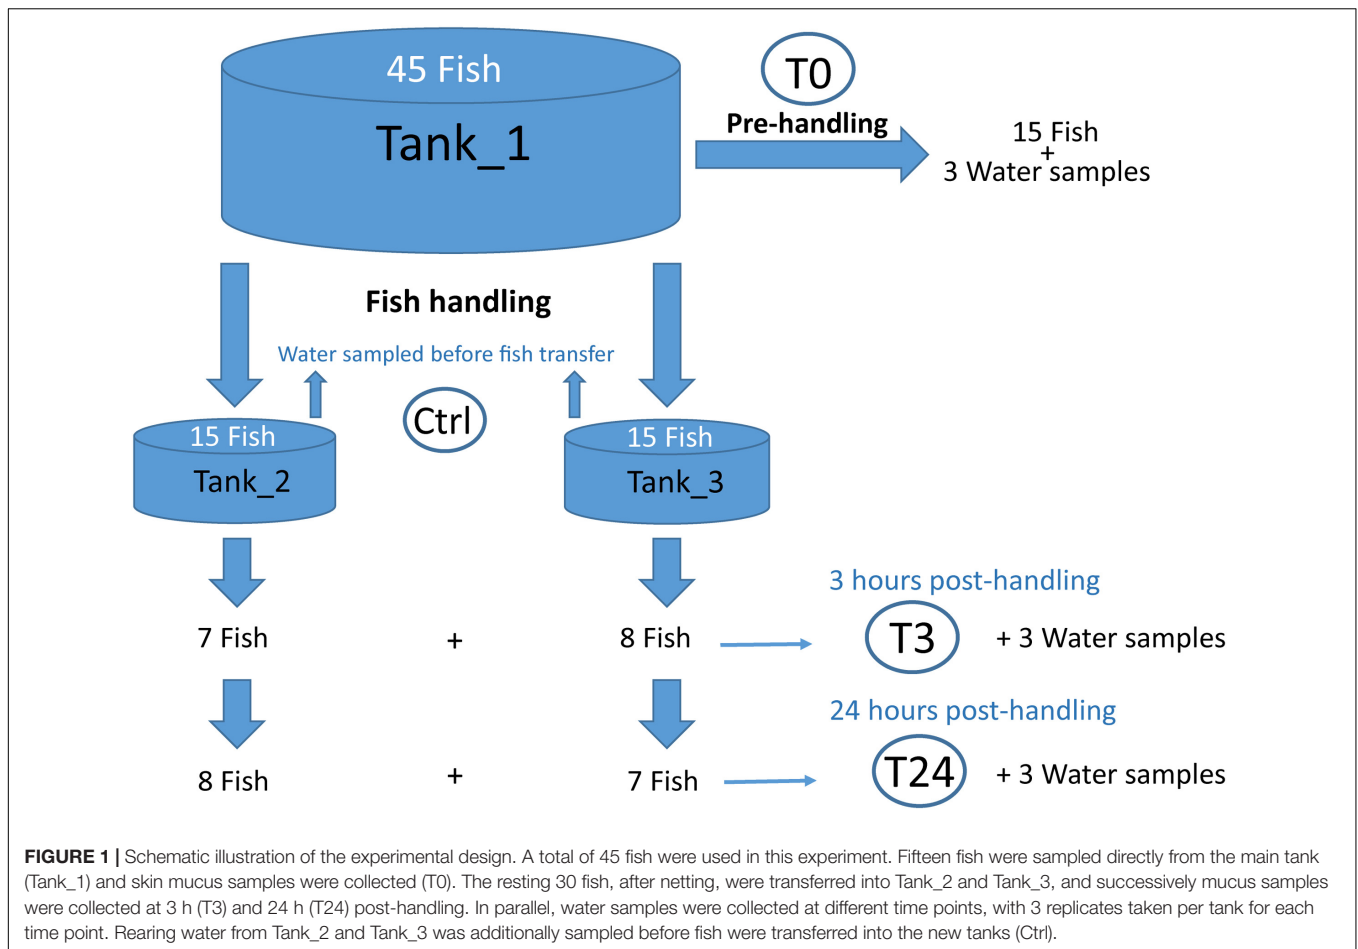 45 Fish
Tank_1
T0
Pre-handling
15 Fish
+
3 Water samples
Fish handling
Water sampled before fish transfer
Ctrl
15 Fish
Tank_2
15 Fish
Tank_3
3 hours post-handling
7 Fish + 8 Fish T3 + 3 Water samples
24 hours post-handling
8 Fish + 7 Fish T24 + 3 Water samples
FIGURE 1 | Schematic illustration of the experimental design. A total of 45 fish were used in this experiment. Fifteen fish were sampled directly from the main tank
(Tank_1) and skin mucus samples were collected (T0). The resting 30 fish, after netting, were transferred into Tank_2 and Tank_3, and successively mucus samples
were collected at 3 h (T3) and 24 h (T24) post-handling. In parallel, water samples were collected at different time points, with 3 replicates taken per tank for each
time point. Rearing water from Tank_2 and Tank_3 was additionally sampled before fish were transferred into the new tanks (Ctrl).